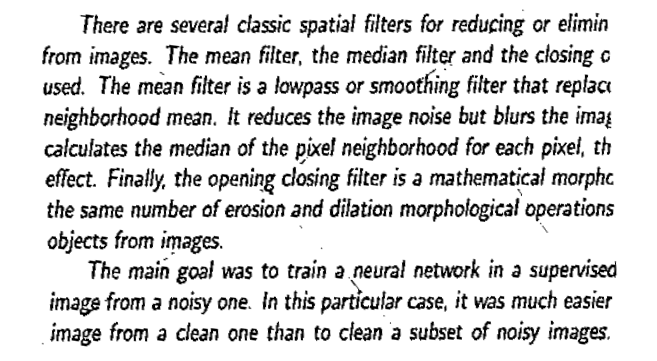 There are several classic spatial filters for reducing or elimin
from images. The mean filter, the median filter and the closing o
used. The mean filter is a lowpass or smoothing filter that replac
neighborhood mean. It reduces the image noise but blurs the imag
calculates the median of the pixel neighborhood for each pixel, th
effect. Finally, the opening closing filter is a mathematical morpho
the same number of erosion and dilation morphological operations
objects from images.
The main goal was to train a neural network in a supervised
image from a noisy one. In this particular case, it was much easier
image from a clean one than to clean a subset of noisy images.